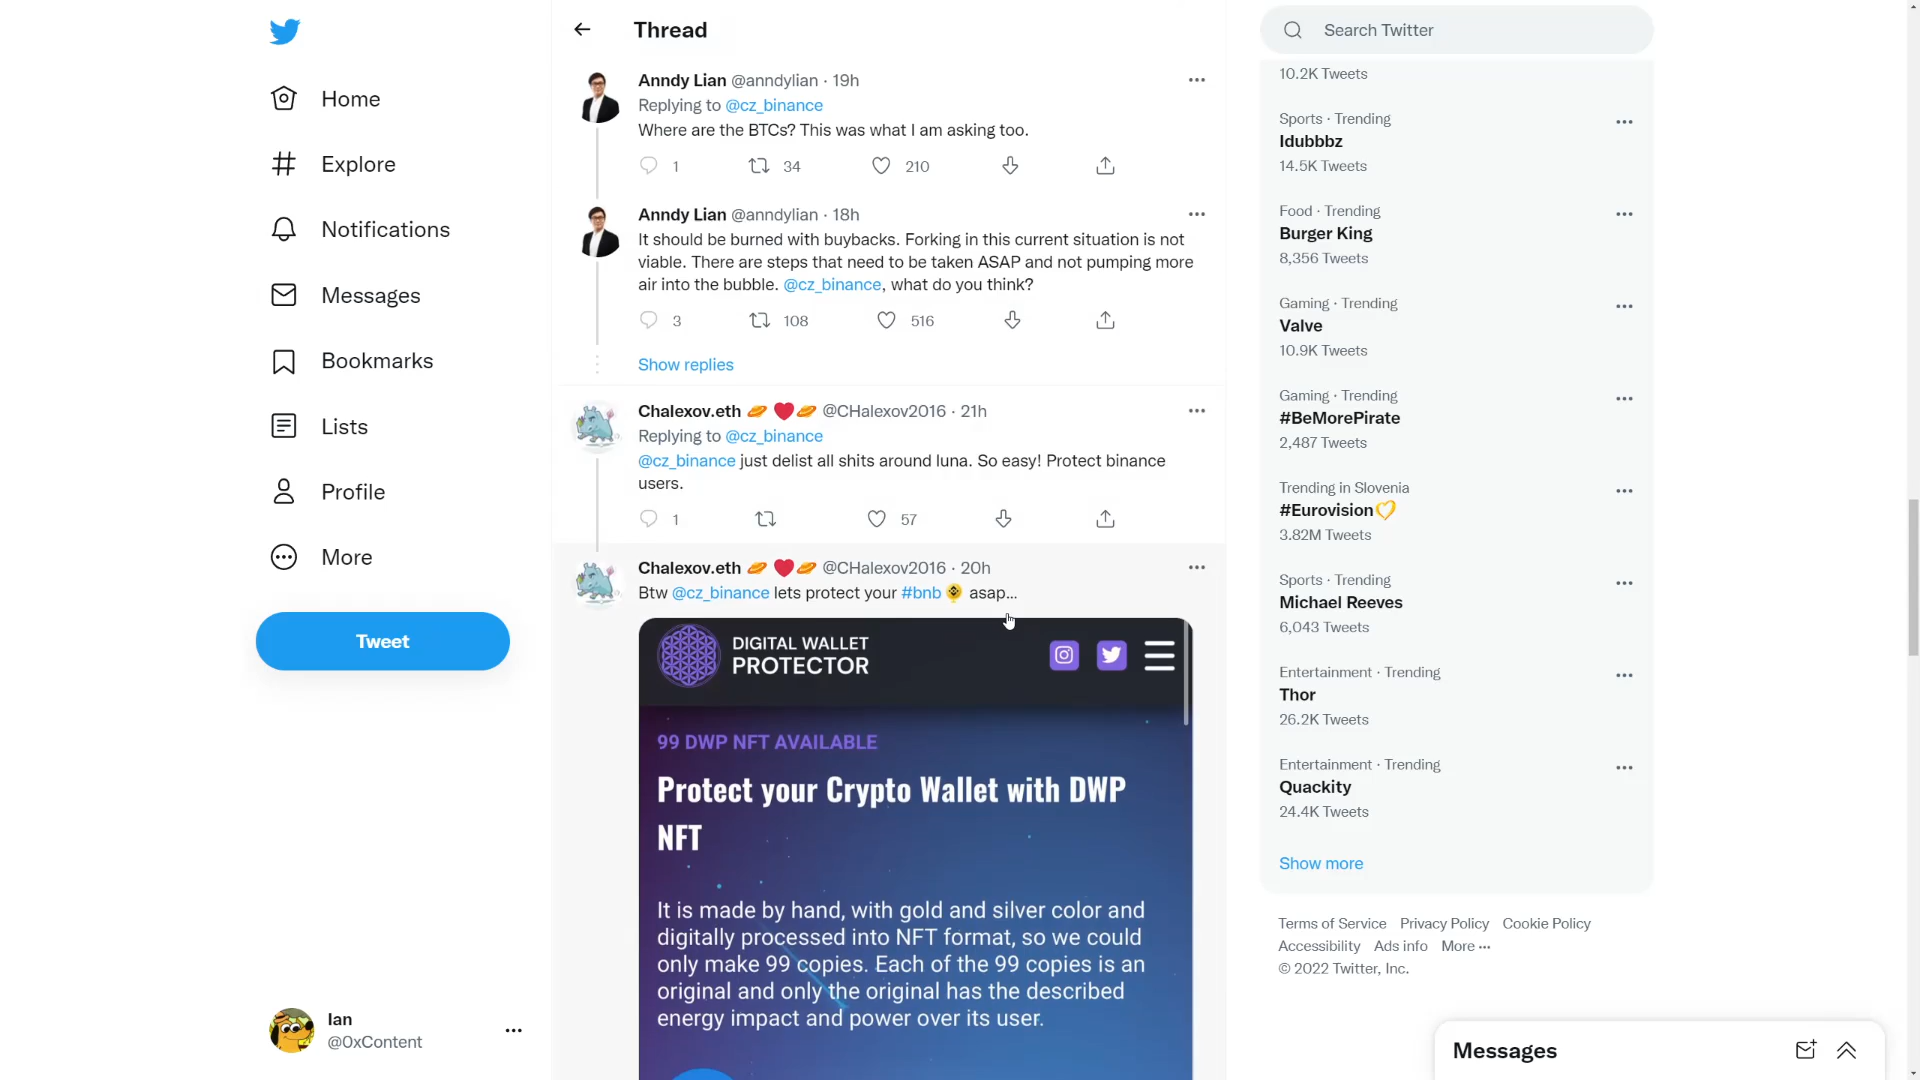 Home
Explore
Notifications
Messages
Bookmarks
Lists
Profile
More
Tweet
Ian
@0xContent
Thread
Anndy Lian @anndylian · 19h
Replying to @cz_binance
Where are the BTCs? This was what I am asking too.
1 34 210
Anndy Lian @anndylian · 18h
It should be burned with buybacks. Forking in this current situation is not
viable. There are steps that need to be taken ASAP and not pumping more
air into the bubble. @cz_binance, what do you think?
3 108 516
Show replies
Chalexov.eth @CHalexov2016 · 21h
Replying to @cz_binance
@cz_binance just delist all shits around luna. So easy! Protect binance
users.
1 57
Chalexov.eth @CHalexov2016 · 20h
Btw @cz_binance lets protect your #bnb asap...
DIGITAL WALLET
PROTECTOR
99 DWP NFT AVAILABLE
Protect your Crypto Wallet with DWP
NFT
It is made by hand, with gold and silver color and
digitally processed into NFT format, so we could
only make 99 copies. Each of the 99 copies is an
original and only the original has the described
energy impact and power over its user.
Search Twitter
10.2K Tweets
Sports · Trending
Idubbbz
14.5K Tweets
Food · Trending
Burger King
8,356 Tweets
Gaming · Trending
Valve
10.9K Tweets
Gaming · Trending
#BeMorePirate
2,487 Tweets
Trending in Slovenia
#Eurovision
3.82M Tweets
Sports · Trending
Michael Reeves
6,043 Tweets
Entertainment · Trending
Thor
26.2K Tweets
Entertainment · Trending
Quackity
24.4K Tweets
Show more
Terms of Service Privacy Policy Cookie Policy
Accessibility Ads info More ···
© 2022 Twitter, Inc.
Messages